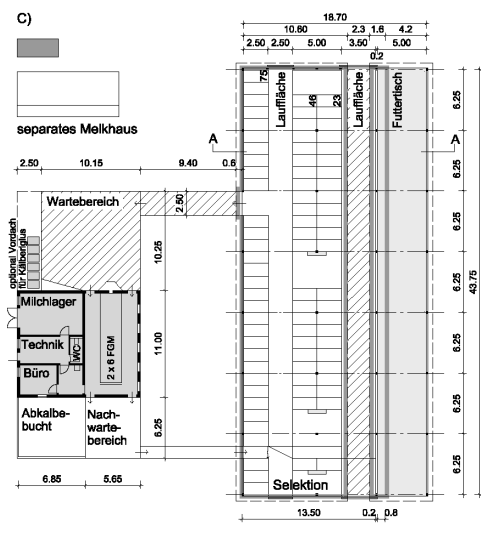 C)
separates Melkhaus
18.70
10.60 2.3 1.6 4.2
2.50 2.50 5.00 3.50 5.00
0.2
75
Lauffläche
46
23
Lauffläche
Futtertisch
A
A
2.50 10.15 9.40 0.6
Wartebereich
2.50
optional Vordach
für Kälberiglus
10.25
Milchlager
Technik
WC
Büro
2 x 6 FGM
11.00
Abkalbe-
bucht
Nach-
warte-
bereich
6.25
6.85 5.65
Selektion
13.50 0.2 0.8
6.25
6.25
6.25
6.25
6.25
6.25
6.25
43.75